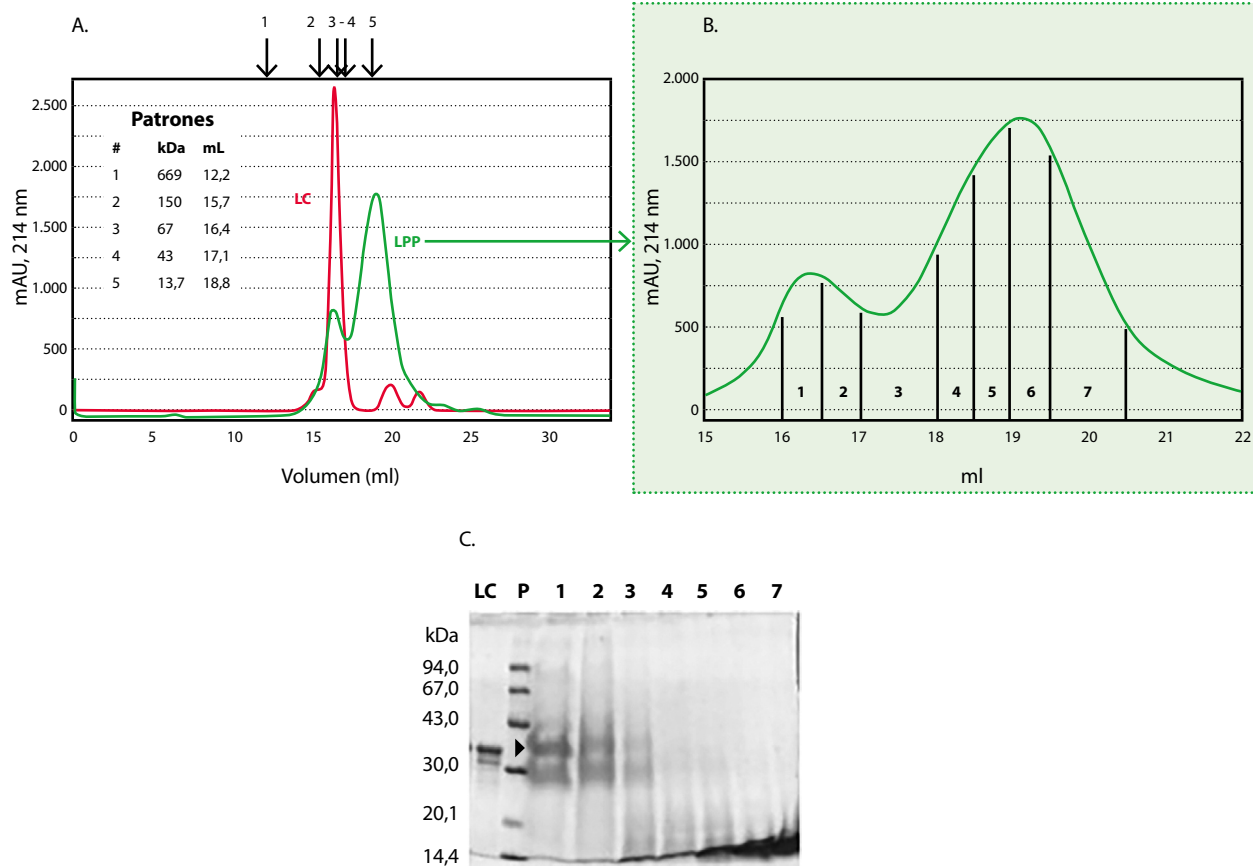 A.
1 2 3 - 4 5
2.500
2.000
1.500
1.000
500
0
mAU, 214 nm
Patrones
# kDa mL
1 669 12,2
2 150 15,7
3 67 16,4
4 43 17,1
5 13,7 18,8
LC
LPP
0 5 10 15 20 25 30
Volumen (ml)
B.
2.000
1.500
1.000
500
0
mAU, 214 nm
1 2 3 4 5 6 7
15 16 17 18 19 20 21 22
ml
C.
LC P 1 2 3 4 5 6 7
kDa
94,0
67,0
43,0
30,0
20,1
14,4